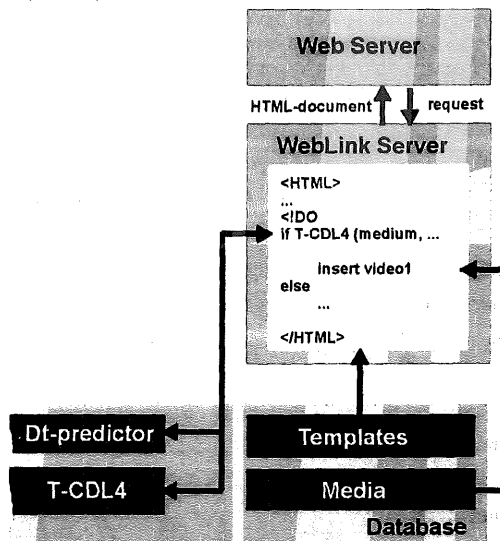 Web Server
HTML-document
request
WebLink Server
<HTML>
...
<!DO
if T-CDL4 (medium, ...
insert video1
else
...
</HTML>
Dt-predictor
Templates
T-CDL4
Media
Database